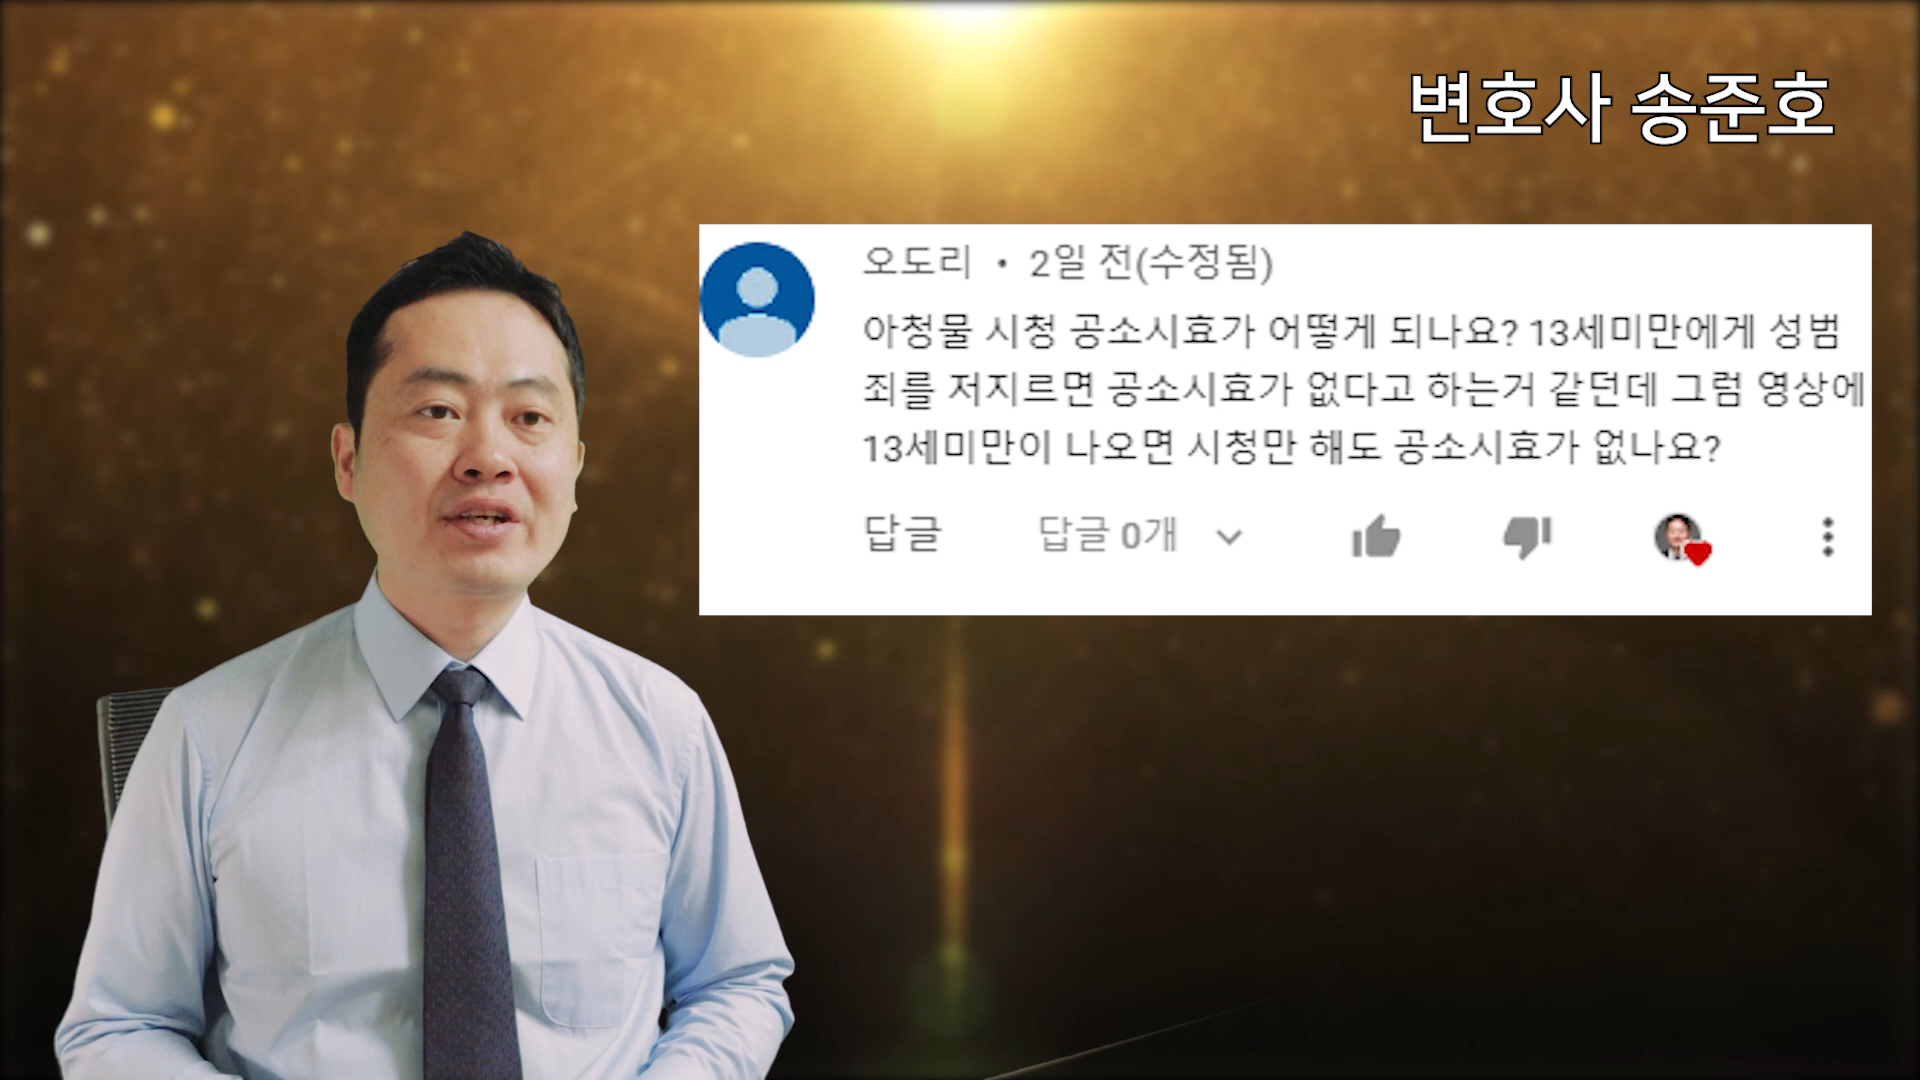 변호사 송준호
오도리 • 2일 전(수정됨)
아청물 시청 공소시효가 어떻게 되나요? 13세미만에게 성범
죄를 저지르면 공소시효가 없다고 하는거 같던데 그럼 영상에
13세미만이 나오면 시청만 해도 공소시효가 없나요?
답글 답글 0개